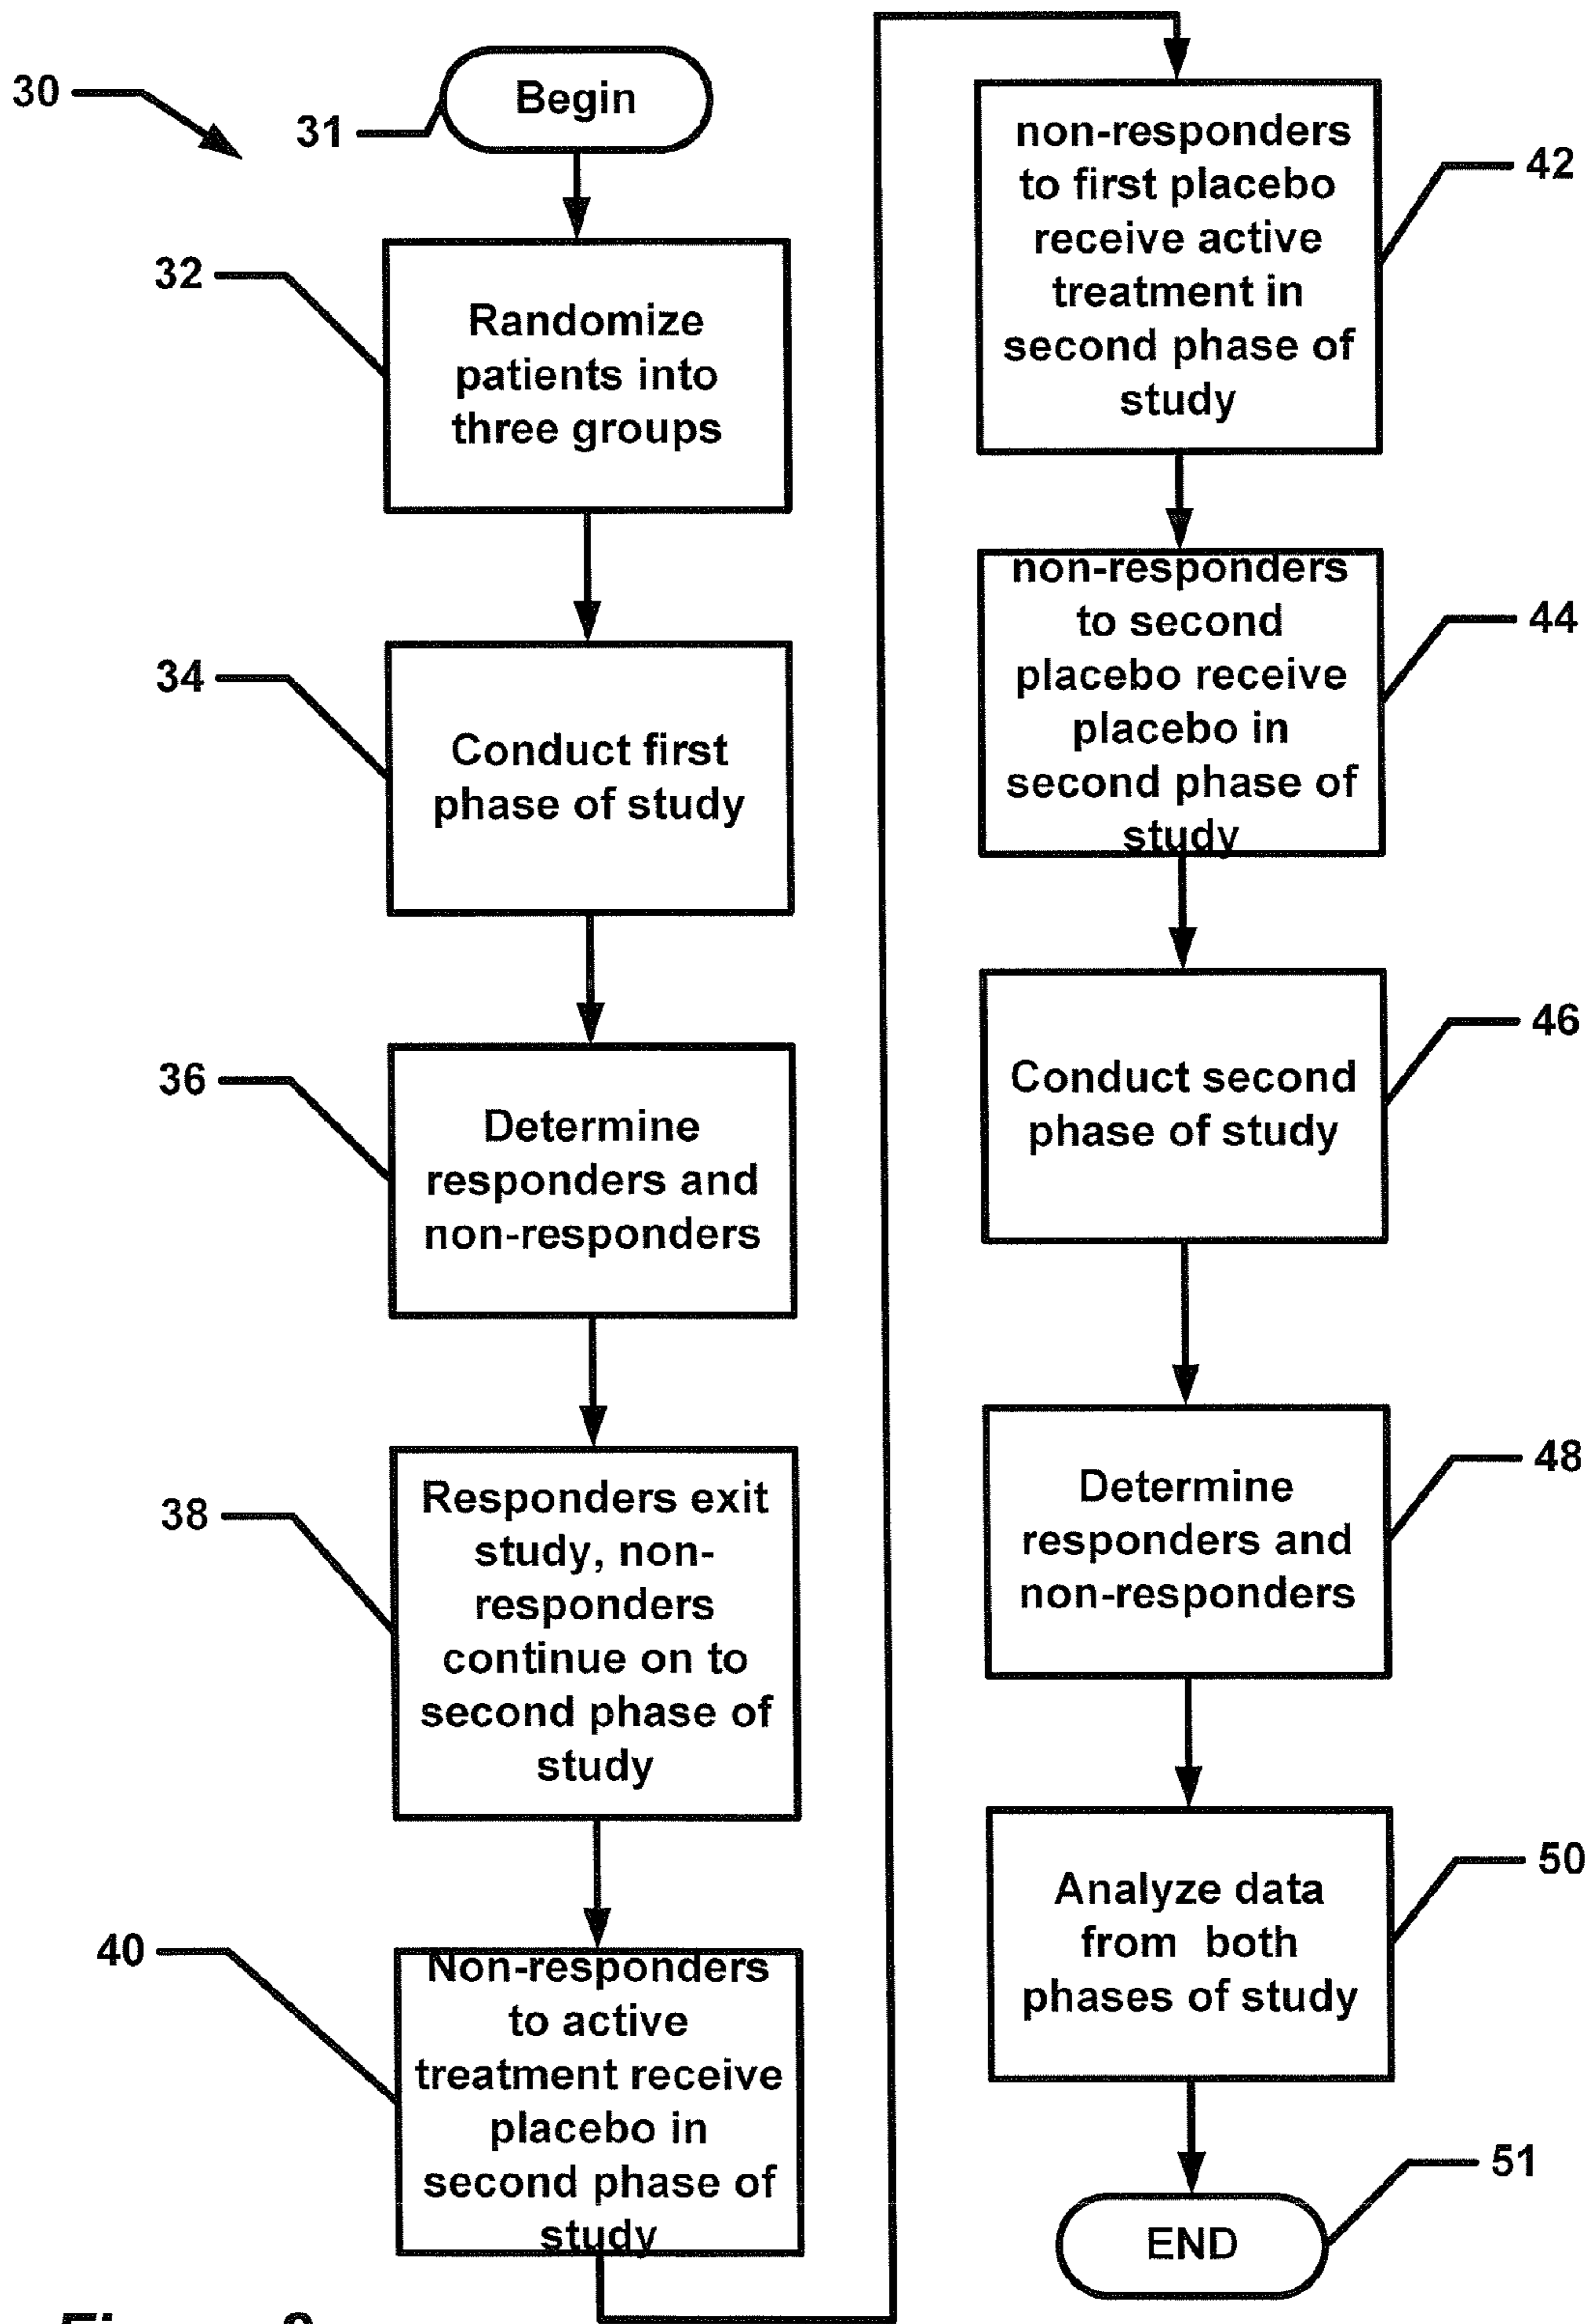 30
31
Begin
32
Randomize
patients into
three groups
34
Conduct first
phase of study
36
Determine
responders and
non-responders
38
Responders exit
study, non-
responders
continue on to
second phase of
study
40
Non-responders
to active
treatment receive
placebo in
second phase of
study
42
non-responders
to first placebo
receive active
treatment in
second phase of
study
44
non-responders
to second
placebo receive
placebo in
second phase of
study
46
Conduct second
phase of study
48
Determine
responders and
non-responders
50
Analyze data
from both
phases of study
51
END